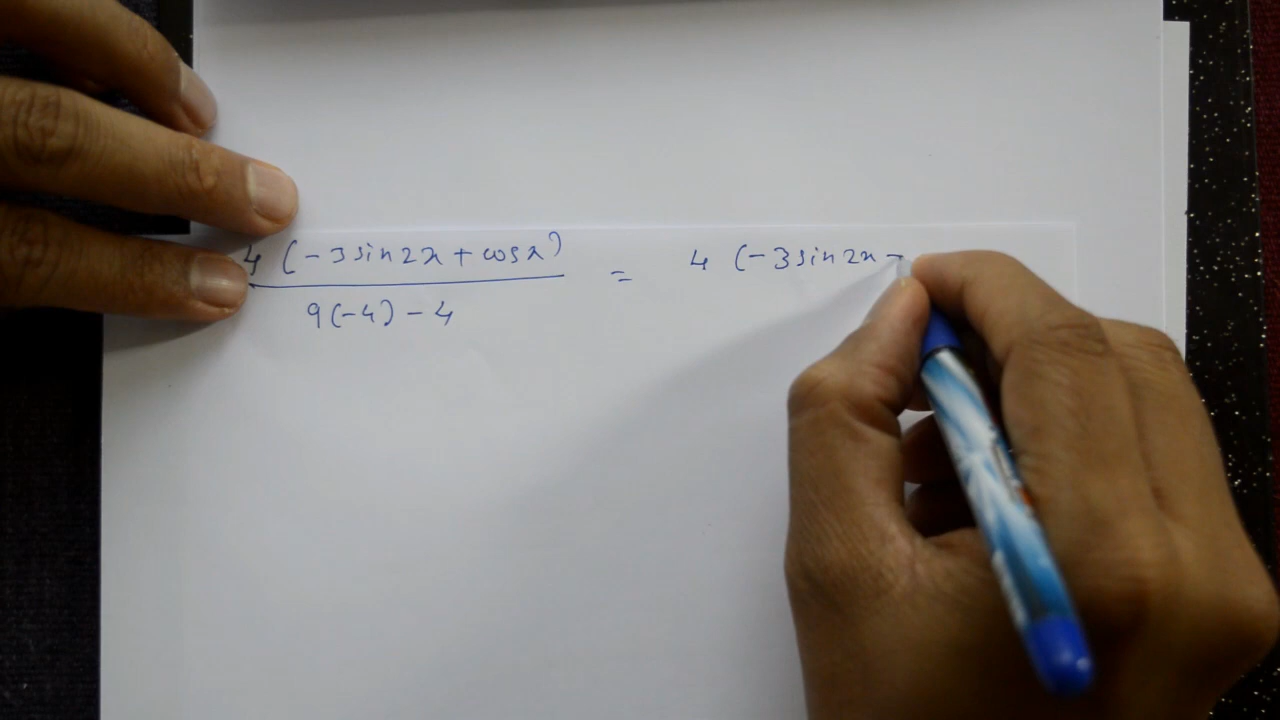 4 (-3sin2x + cosx) = 4 (-3sin2x -
9(-4) - 4